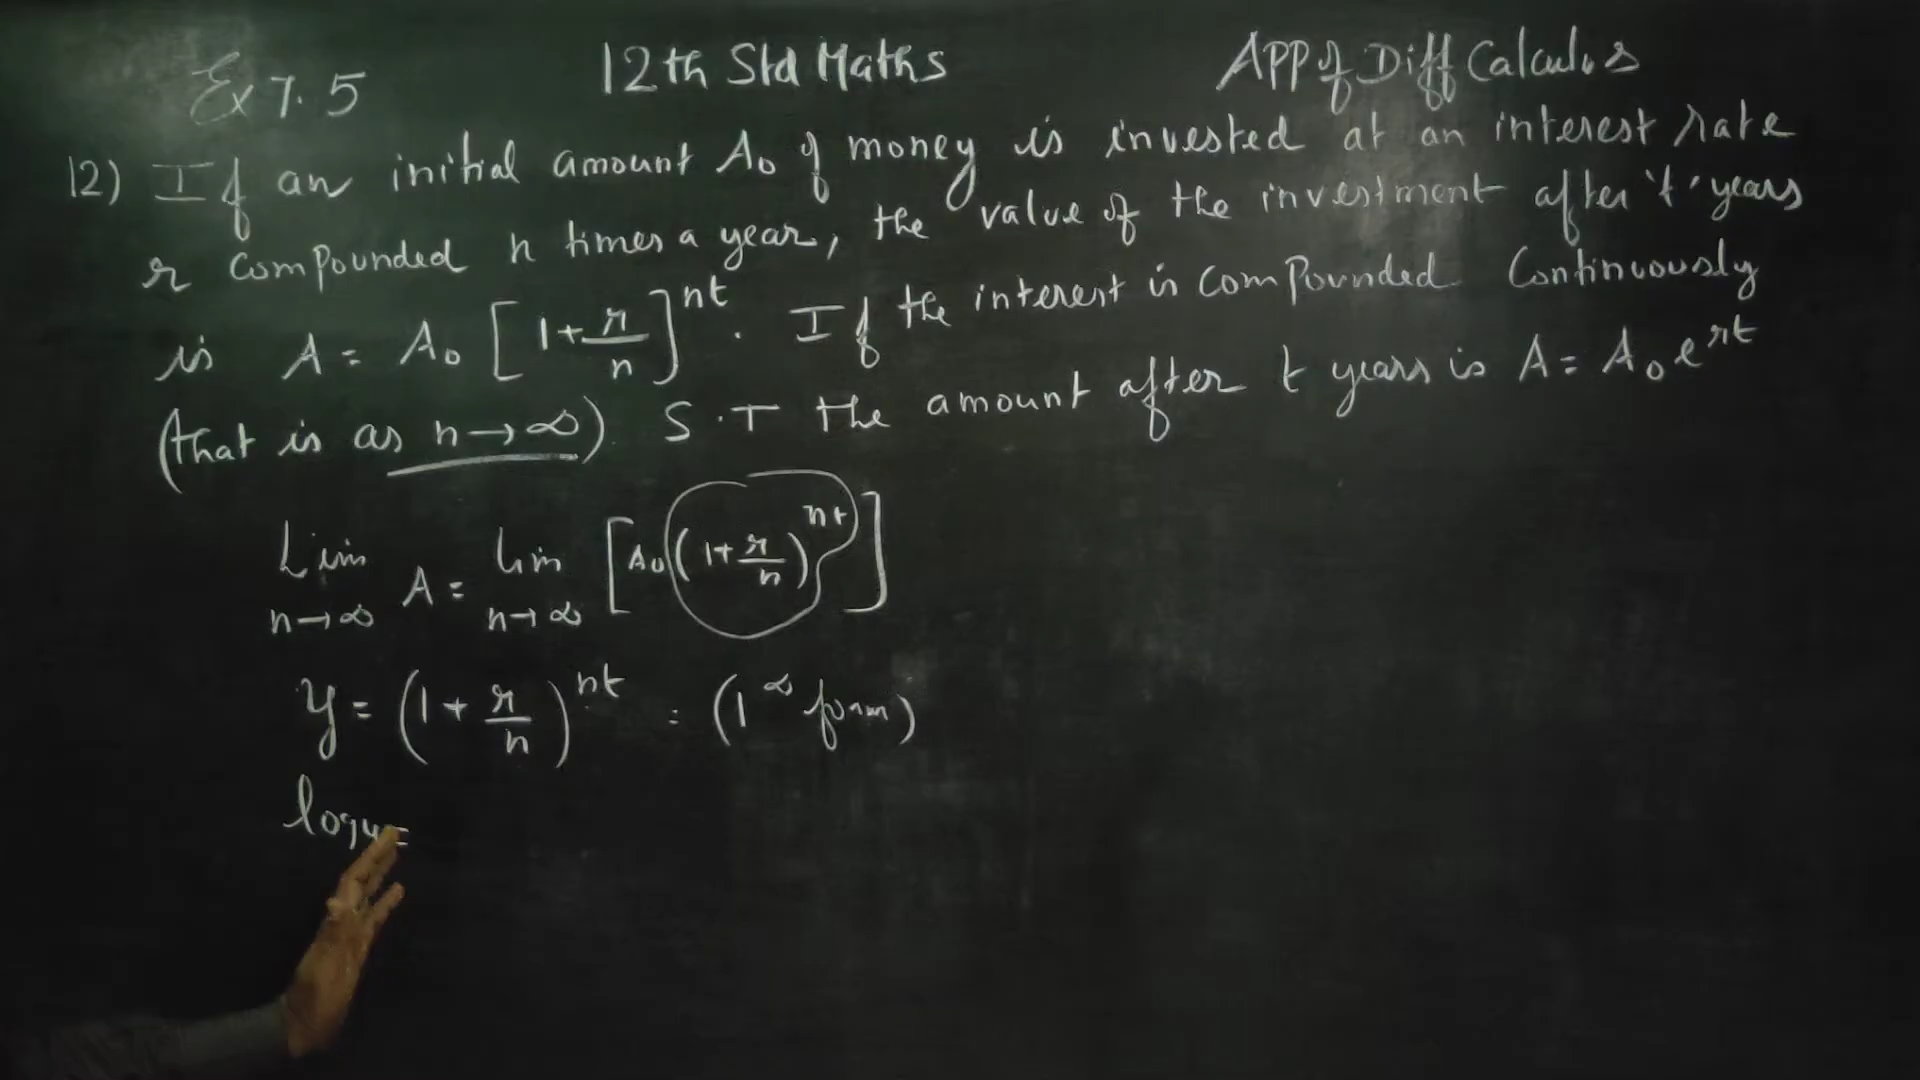 Ex 7.5 12th Std Maths APP of Diff Calculus
12) If an initial amount A₀ of money is invested at an interest rate
r compounded n times a year, the value of the investment after 't' years
is A = A₀ [1 + r/n]^nt. If the interest is compounded Continuously
(that is as n → ∞) S.T the amount after t years is A = A₀ e^rt
Lim n→∞ A = lim n→∞ [A₀ (1 + r/n)^nt]
y = (1 + r/n)^nt = (1^∞ form)
log y =